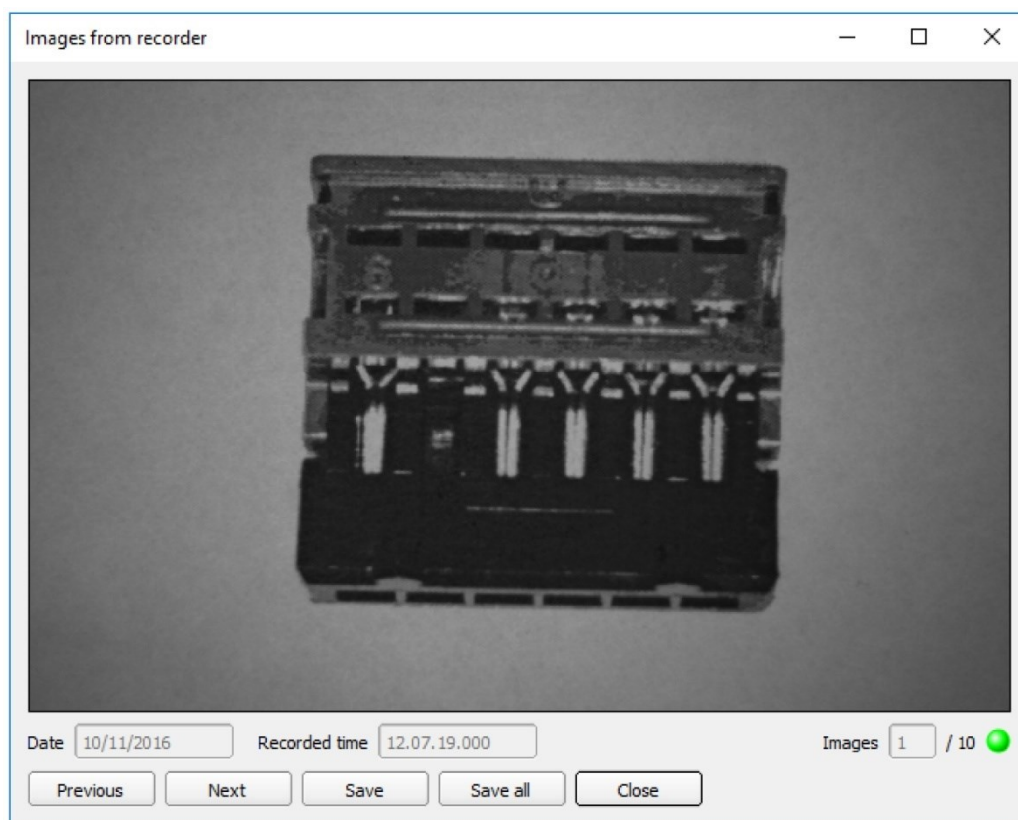 Images from recorder
Date 10/11/2016 Recorded time 12.07.19.000 Images 1 / 10
Previous Next Save Save all Close